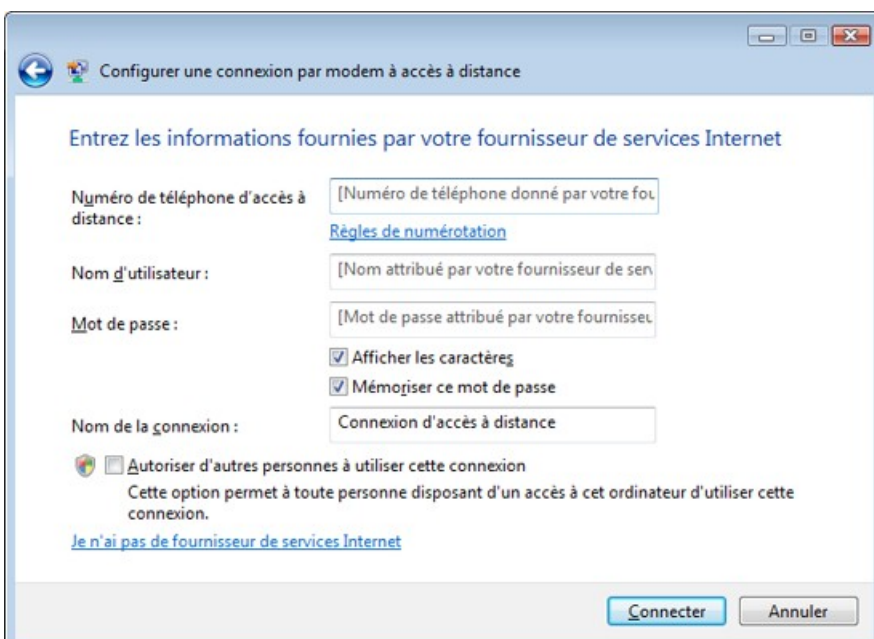 Configurer une connexion par modem à accès à distance
Entrez les informations fournies par votre fournisseur de services Internet
Numéro de téléphone d'accès à
distance :
[Numéro de téléphone donné par votre fou
Règles de numérotation
Nom d'utilisateur :
[Nom attribué par votre fournisseur de ser
Mot de passe :
[Mot de passe attribué par votre fournisseu
Afficher les caractères
Mémoriser ce mot de passe
Nom de la connexion :
Connexion d'accès à distance
Autoriser d'autres personnes à utiliser cette connexion
Cette option permet à toute personne disposant d'un accès à cet ordinateur d'utiliser cette
connexion.
Je n'ai pas de fournisseur de services Internet
Connecter
Annuler